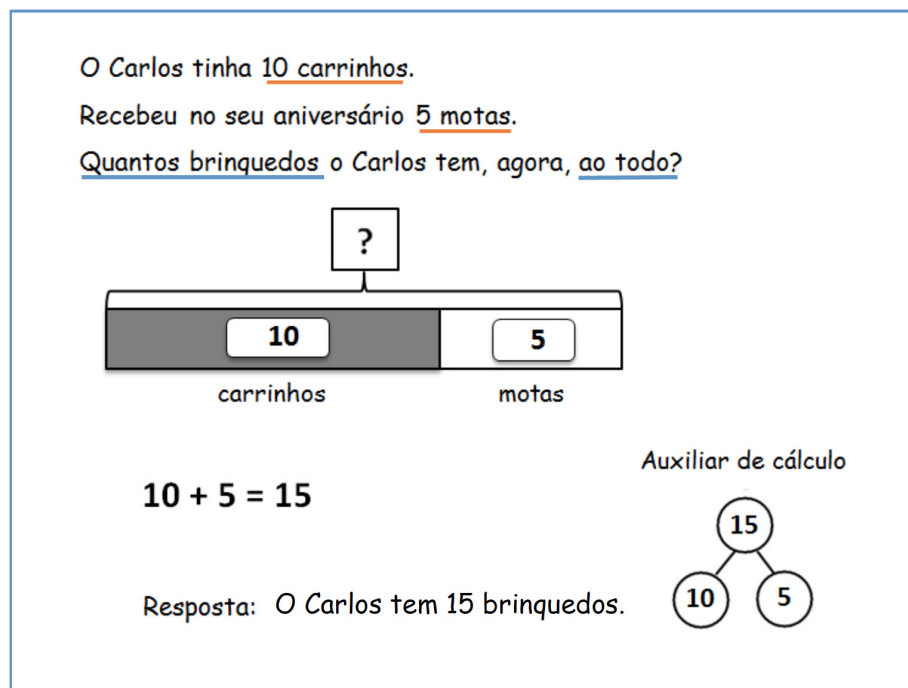 O Carlos tinha 10 carrinhos.
Recebeu no seu aniversário 5 motas.
Quantos brinquedos o Carlos tem, agora, ao todo?
?
10
5
carrinhos
motas
10 + 5 = 15
Auxiliar de cálculo
15
10
5
Resposta: O Carlos tem 15 brinquedos.